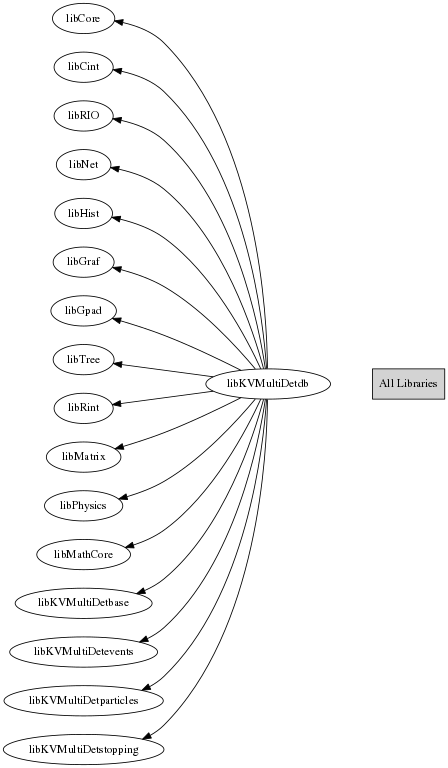 libCore
libCint
libRIO
libNet
libHist
libGraf
libGpad
libTree
libKVMultiDetdb
All Libraries
libRint
libMatrix
libPhysics
libMathCore
libKVMultiDetbase
libKVMultiDetevents
libKVMultiDetparticles
libKVMultiDetstopping